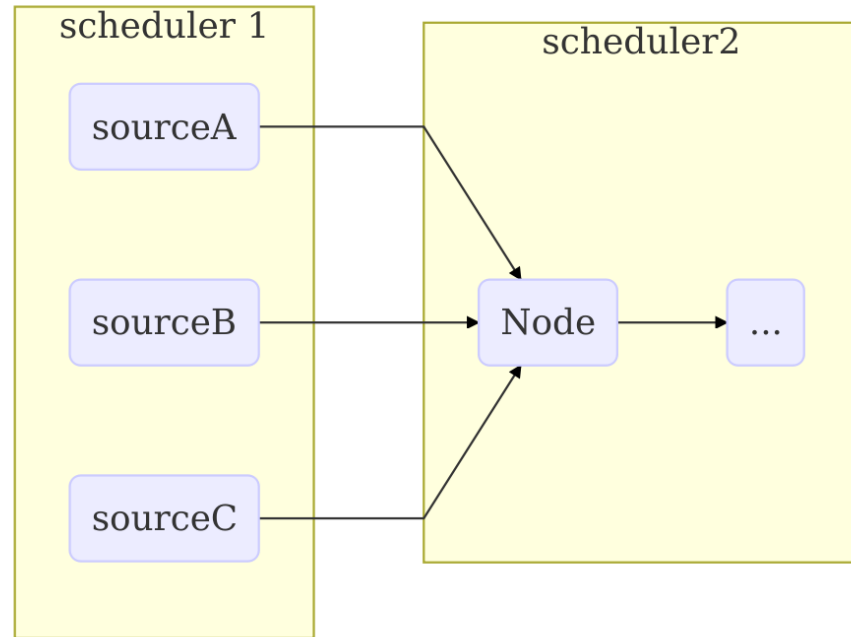 scheduler 1
sourceA
sourceB
sourceC
scheduler2
Node
...